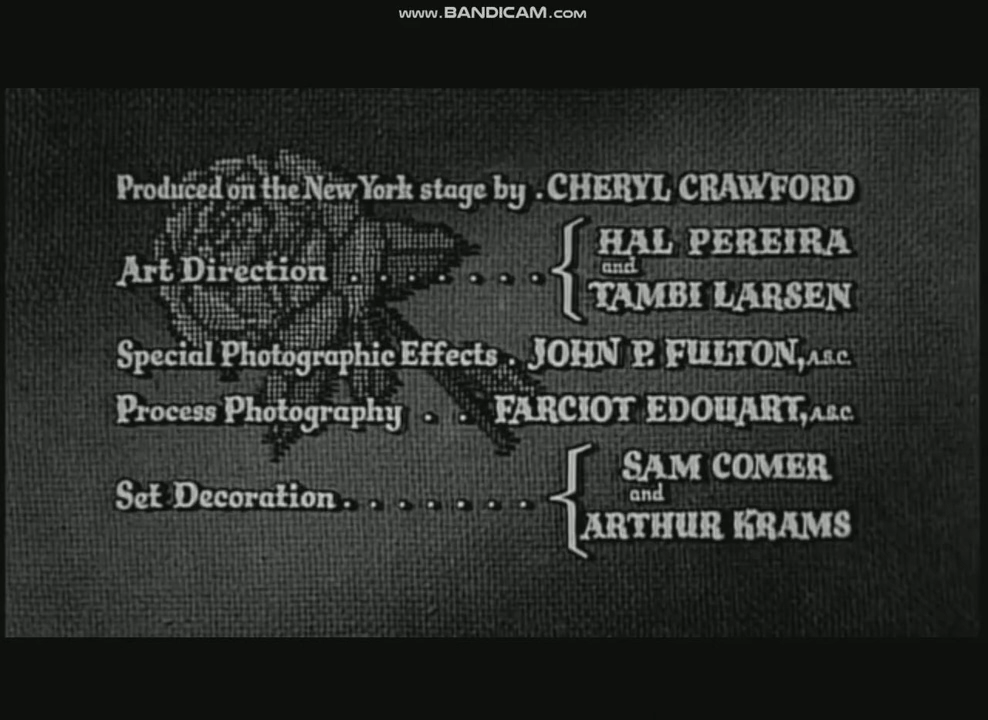 www.BANDICAM.com
Produced on the New York stage by . CHERYL CRAWFORD
Art Direction . . . . . . . { HAL PEREIRA
and
TAMBI LARSEN
Special Photographic Effects . JOHN P. FULTON, A.S.C.
Process Photography . . FARCIOT EDOUART, A.S.C.
Set Decoration . . . . . . . { SAM COMER
and
ARTHUR KRAMS